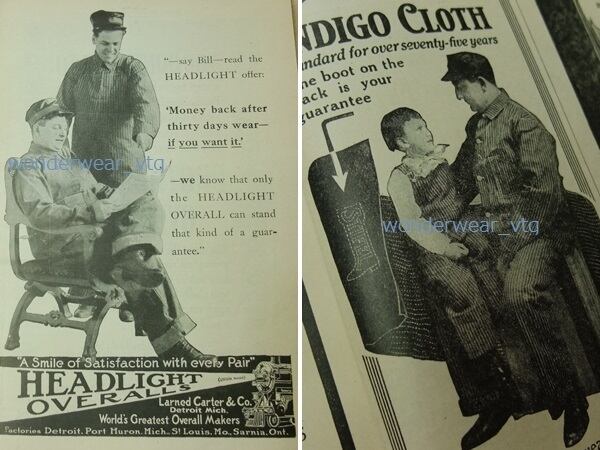 "—say Bill—read the
HEADLIGHT offer:
'Money back after
thirty days wear—
if you want it.'
—we know that only
the HEADLIGHT
OVERALL can stand
that kind of a guar-
antee."
wonderwear_vtg
"A Smile of Satisfaction with every Pair"
HEADLIGHT
OVERALLS
(UNION MADE)
Larned Carter & Co.
Detroit Mich.
World's Greatest Overall Makers
Factories Detroit, Port Huron, Mich. St Louis, Mo., Sarnia, Ont.
NDIGO CLOTH
ndard for over seventy-five years
he boot on the
ack is your
guarantee
wonderwear_vtg